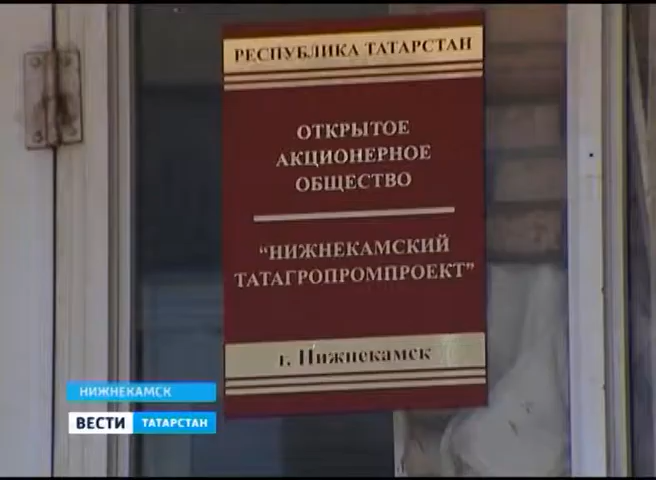 РЕСПУБЛИКА ТАТАРСТАН
ОТКРЫТОЕ
АКЦИОНЕРНОЕ
ОБЩЕСТВО
“НИЖНЕКАМСКИЙ
ТАТАГРОПРОМПРОЕКТ”
г. Нижнекамск
НИЖНЕКАМСК
ВЕСТИ ТАТАРСТАН